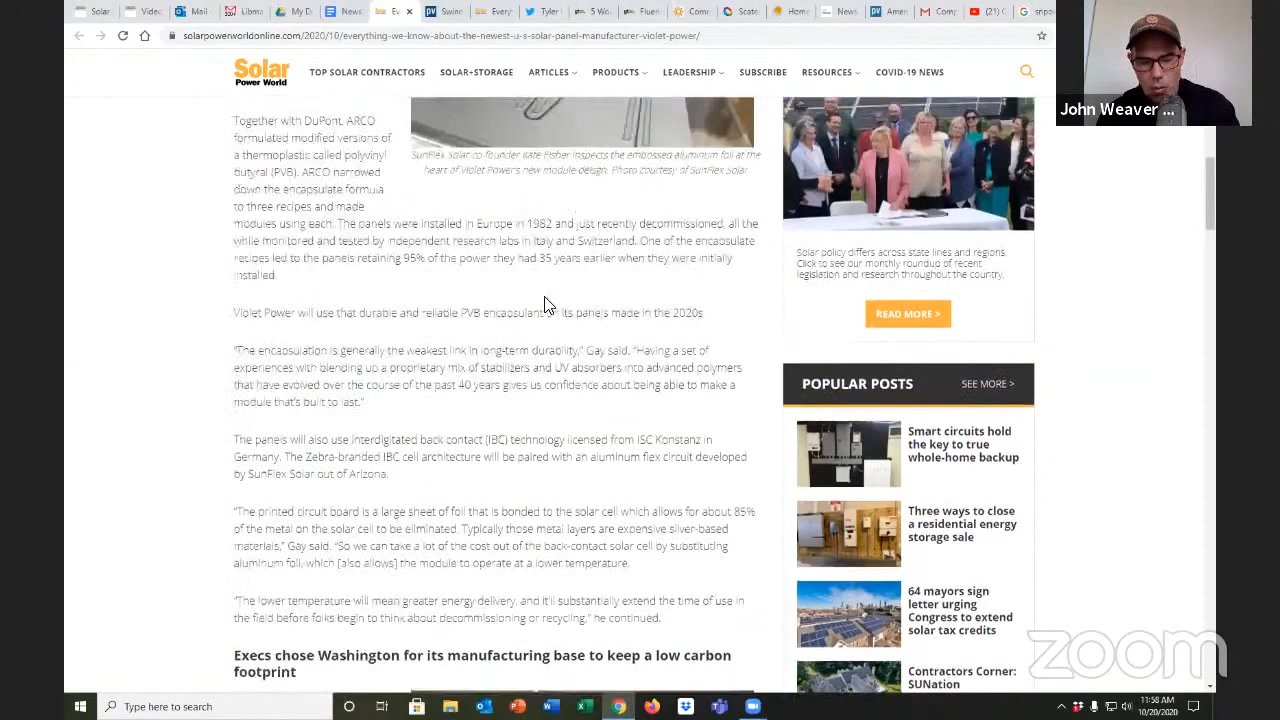 Solar
Video
Mail
Libma
My D
News
Ev
Swine
Every
Tyler
5 Wa
Fluen
Com
Scate
Home
Ameri
Comp
(21) C
snpo
solarpowerworldonline.com/2020/10/everything-we-know-about-the-newest-u-s-solar-panel-manufacturer-violet-power/
John Weaver ...
Solar
Power World
TOP SOLAR CONTRACTORS
SOLAR+STORAGE
ARTICLES
PRODUCTS
LEADERSHIP
SUBSCRIBE
RESOURCES
COVID-19 NEWS
Together with DuPont, ARCO
formulated modified versions of
a thermoplastic called polyvinyl
butyral (PVB). ARCO narrowed
down the encapsulate formula
to three recipes and made
modules using each. The panels were installed in Europe in 1982 and just recently decommissioned, all the
while monitored and tested by independent research labs in Italy and Switzerland. One of the encapsulate
recipes led to the panels retaining 95% of the power they had 35 years earlier when they were initially
installed.
SunFlex Solar co-founder Kate Fisher inspects the embossed aluminum foil at the
heart of Violet Power's new module design. Photo courtesy of SunFlex Solar
Violet Power will use that durable and reliable PVB encapsulant on its panels made in the 2020s
"The encapsulation is generally the weakest link in long-term durability," Gay said. "Having a set of
experiences with blending up a proprietary mix of stabilizers and UV absorbers into advanced polymers
that have evolved over the course of the past 40 years gives us confidence about being able to make a
module that's built to last."
The panels will also use interdigitated back contact (IBC) technology licensed from ISC Konstanz in
Germany. The Zebra-branded IBC cell architecture will be paired with an aluminum flex circuit developed
by SunFlex Solar out of Arizona.
"The printed circuit board is a large sheet of foil that is bonded to the solar cell which allows for about 85%
of the metal on the solar cell to be eliminated. Typically those metal layers are expensive silver-based
materials," Gay said. "So we can take a lot of the cost out of the back-contact solar cell by substituting
aluminum foil, which [also allows] the module to operate at a lower temperature.
"The lower temperature will mean greater energy delivery, and it'll substantially extend the time of use in
the field before folks begin to think about decommissioning or recycling," he continued.
Execs chose Washington for its manufacturing base to keep a low carbon
footprint
Solar policy differs across state lines and regions.
Click to see our monthly roundup of recent
legislation and research throughout the country.
READ MORE >
POPULAR POSTS
SEE MORE >
Smart circuits hold
the key to true
whole-home backup
Three ways to close
a residential energy
storage sale
64 mayors sign
letter urging
Congress to extend
solar tax credits
Contractors Corner:
SUNation
zoom
Type here to search
11:58 AM
10/20/2020